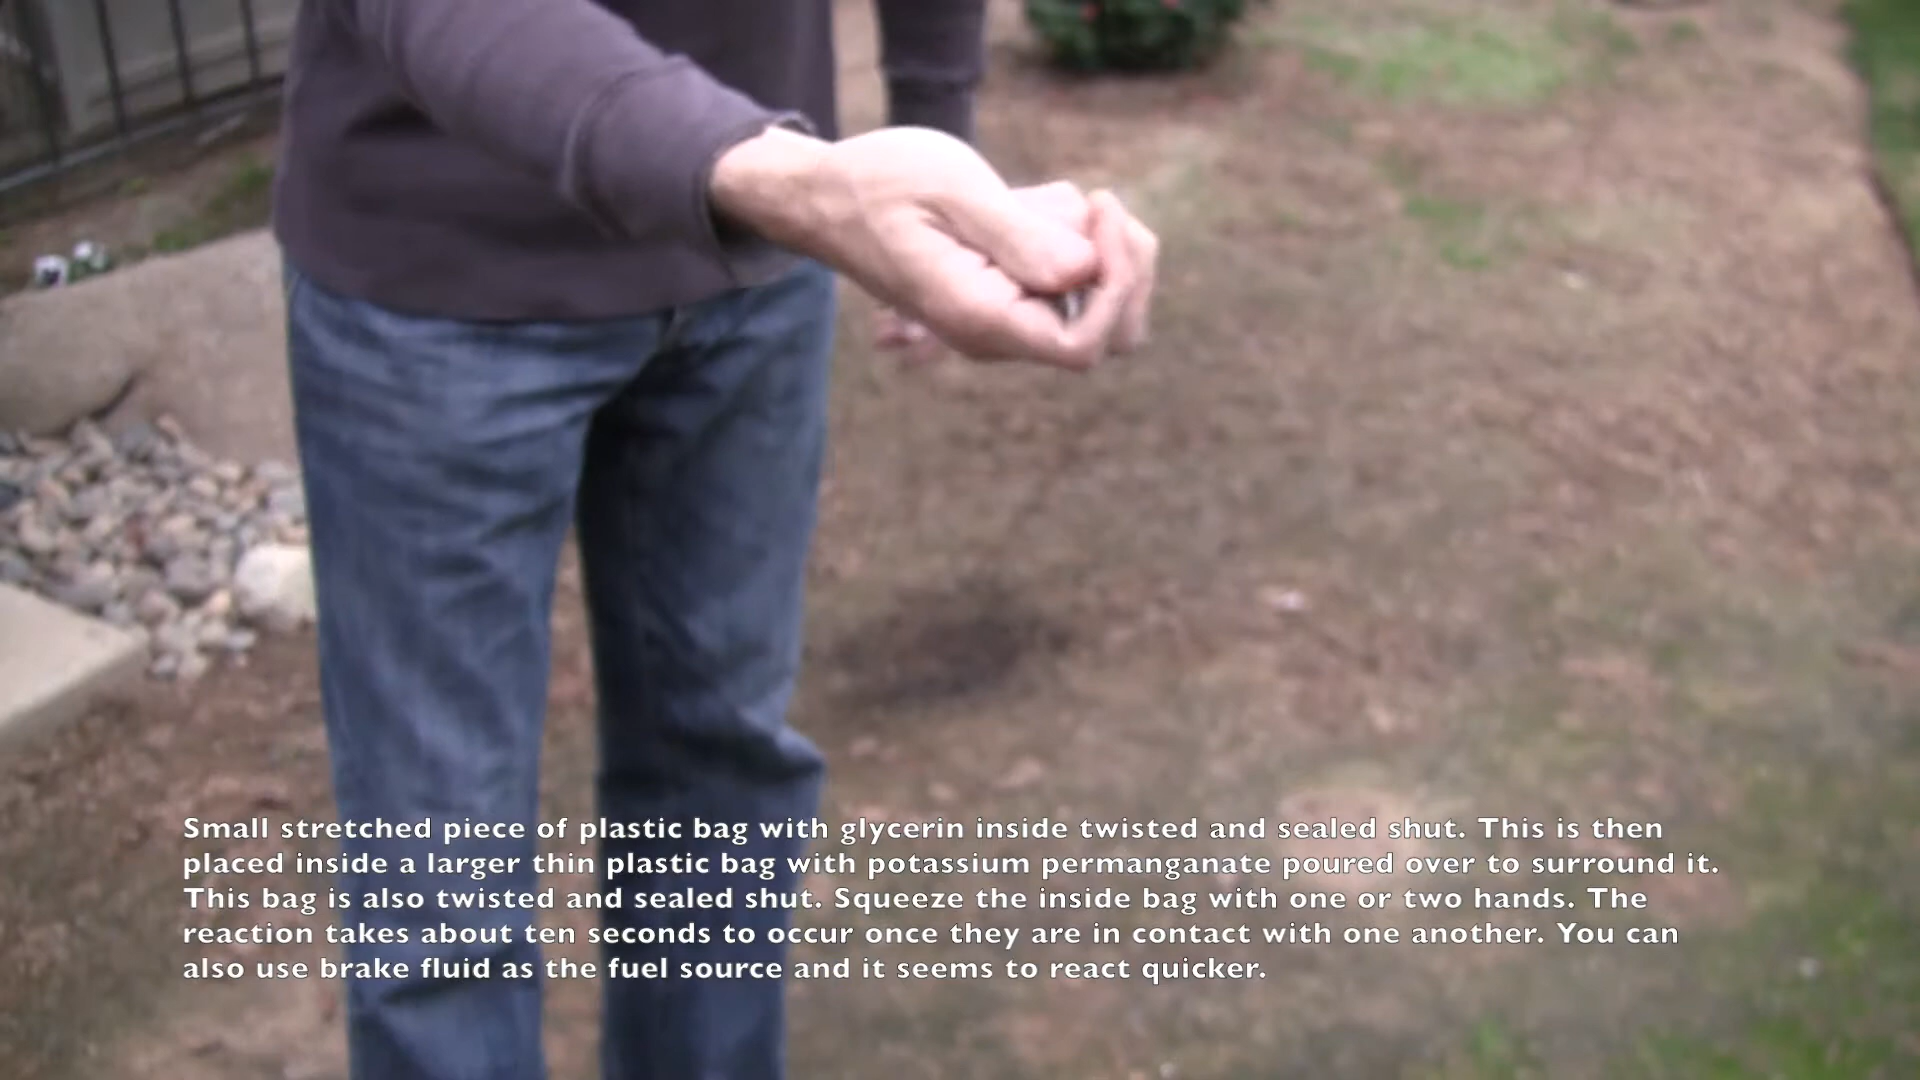 Small stretched piece of plastic bag with glycerin inside twisted and sealed shut. This is then
placed inside a larger thin plastic bag with potassium permanganate poured over to surround it.
This bag is also twisted and sealed shut. Squeeze the inside bag with one or two hands. The
reaction takes about ten seconds to occur once they are in contact with one another. You can
also use brake fluid as the fuel source and it seems to react quicker.